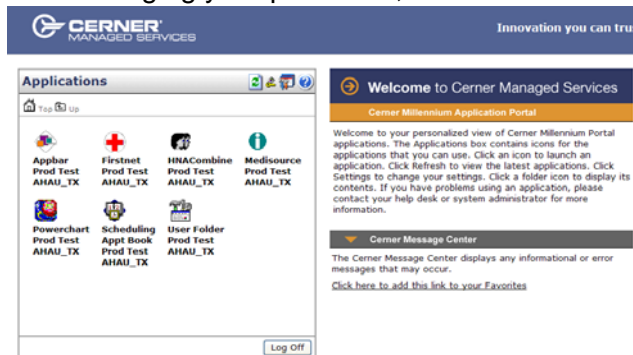 CERNER
MANAGED SERVICES
Innovation you can trus
Applications
Top Up
Appbar
Prod Test
AHAU_TX
Firstnet
Prod Test
AHAU_TX
HNACombine
Prod Test
AHAU_TX
Medisource
Prod Test
AHAU_TX
Powerchart
Prod Test
AHAU_TX
Scheduling
Appt Book
Prod Test
AHAU_TX
User Folder
Prod Test
AHAU_TX
Log Off
Welcome to Cerner Managed Services
Cerner Millennium Application Portal
Welcome to your personalized view of Cerner Millennium Portal
applications. The Applications box contains icons for the
applications that you can use. Click an icon to launch an
application. Click Refresh to view the latest applications. Click
Settings to change your settings. Click a folder icon to display its
contents. If you have problems using an application, please
contact your help desk or system administrator for more
information.
Cerner Message Center
The Cerner Message Center displays any informational or error
messages that may occur.
Click here to add this link to your Favorites